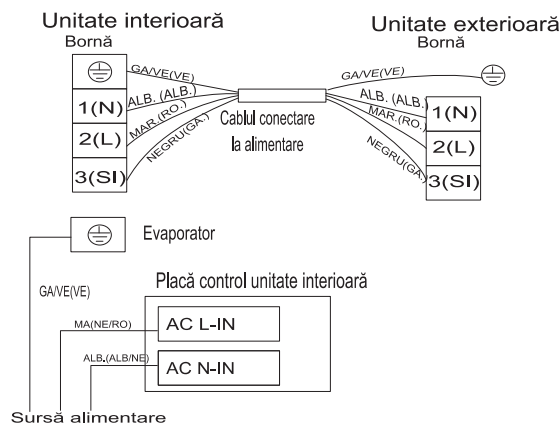 Unitate interioară
Bornă
Unitate exterioară
Bornă
GA/VE(VE)
1(N)
ALB. (ALB.)
2(L)
MAR.(RO.)
3(SI)
NEGRU(GA.)
Cablul conectare
la alimentare
GA/VE(VE)
ALB. (ALB.)
1(N)
MAR.(RO.)
2(L)
NEGRU(GA.)
3(SI)
Evaporator
GA/VE(VE)
Placă control unitate interioară
MA(NE/RO)
AC L-IN
ALB.(ALB/NE)
AC N-IN
Sursă alimentare